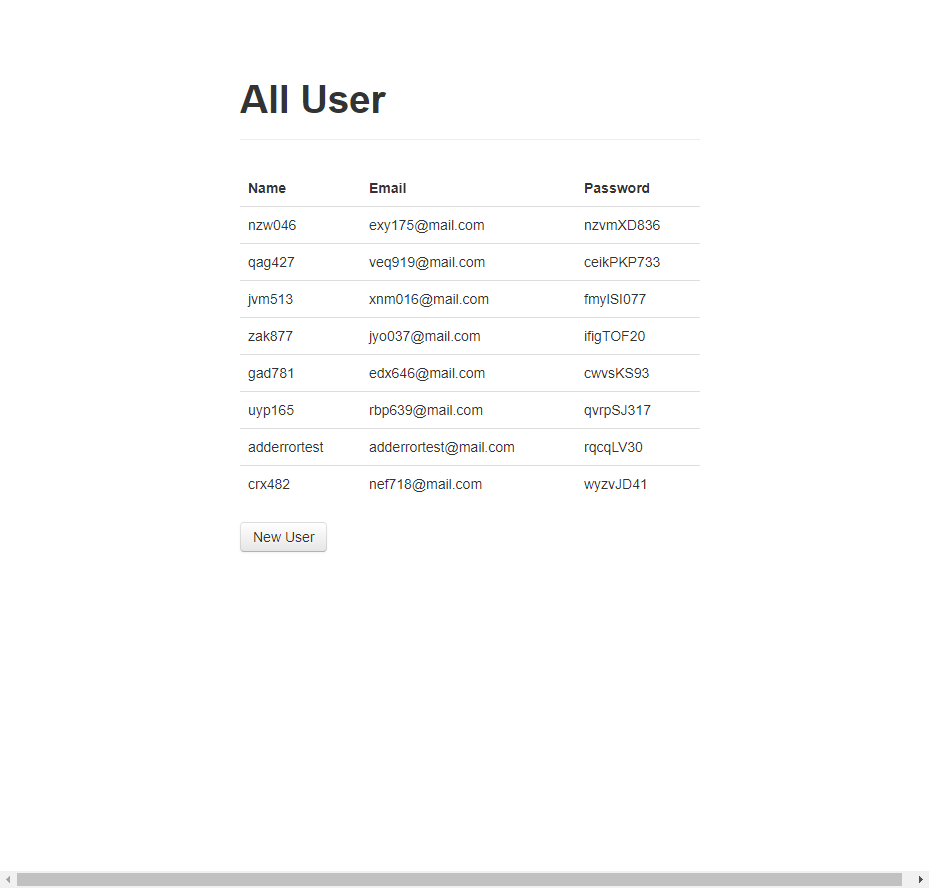 All User
Name Email Password
nzw046 exy175@mail.com nzvmXD836
qag427 veq919@mail.com ceikPKP733
jvm513 xnm016@mail.com fmylSI077
zak877 jyo037@mail.com ifigTOF20
gad781 edx646@mail.com cwvsKS93
uyp165 rbp639@mail.com qvrpSJ317
adderrortest adderrortest@mail.com rqcqLV30
crx482 nef718@mail.com wyzvJD41
New User